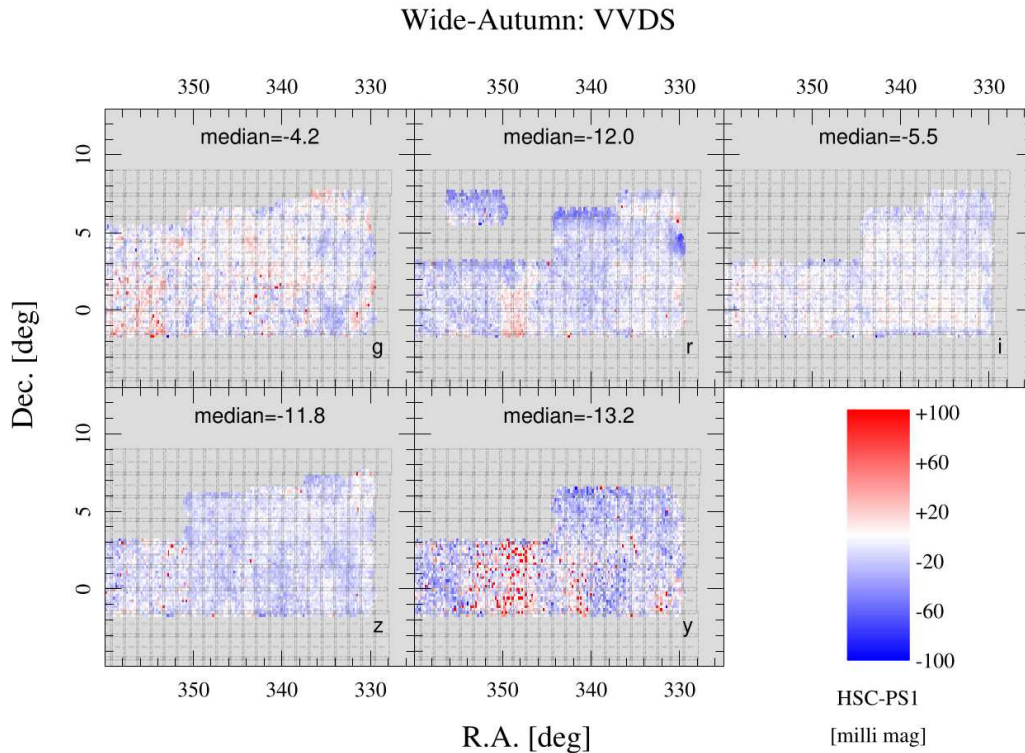 Wide-Autumn: VVDS
350 340 330 350 340 330 350 340 330
median=-4.2 median=-12.0 median=-5.5
10
5
0
g r i
Dec. [deg]
median=-11.8 median=-13.2
10
5
0
z y
350 340 330 350 340 330
R.A. [deg]
+100
+60
+20
-20
-60
-100
HSC-PS1
[milli mag]